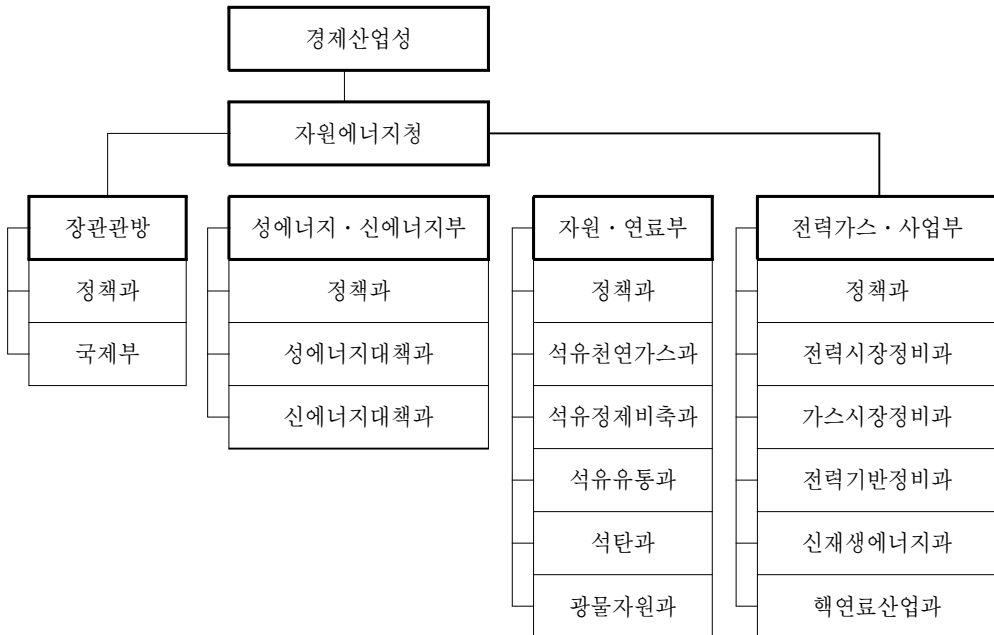 경제산업성
자원에너지청
장관관방
정책과
국제부
성에너지 · 신에너지부
정책과
성에너지대책과
신에너지대책과
자원 · 연료부
정책과
석유천연가스과
석유정제비축과
석유유통과
석탄과
광물자원과
전력가스 · 사업부
정책과
전력시장정비과
가스시장정비과
전력기반정비과
신재생에너지과
핵연료산업과